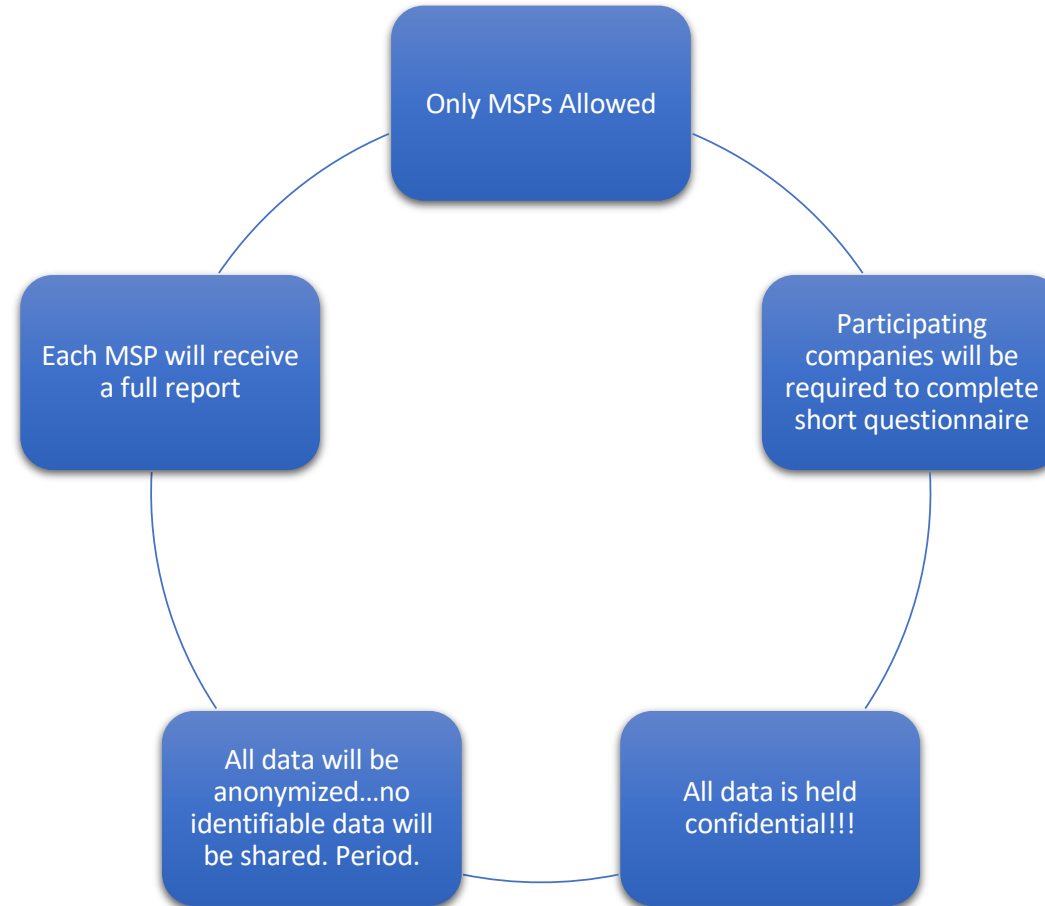 Only MSPs Allowed
Participating
companies will be
required to complete
short questionnaire
All data is held
confidential!!!
All data will be
anonymized...no
identifiable data will
be shared. Period.
Each MSP will receive
a full report